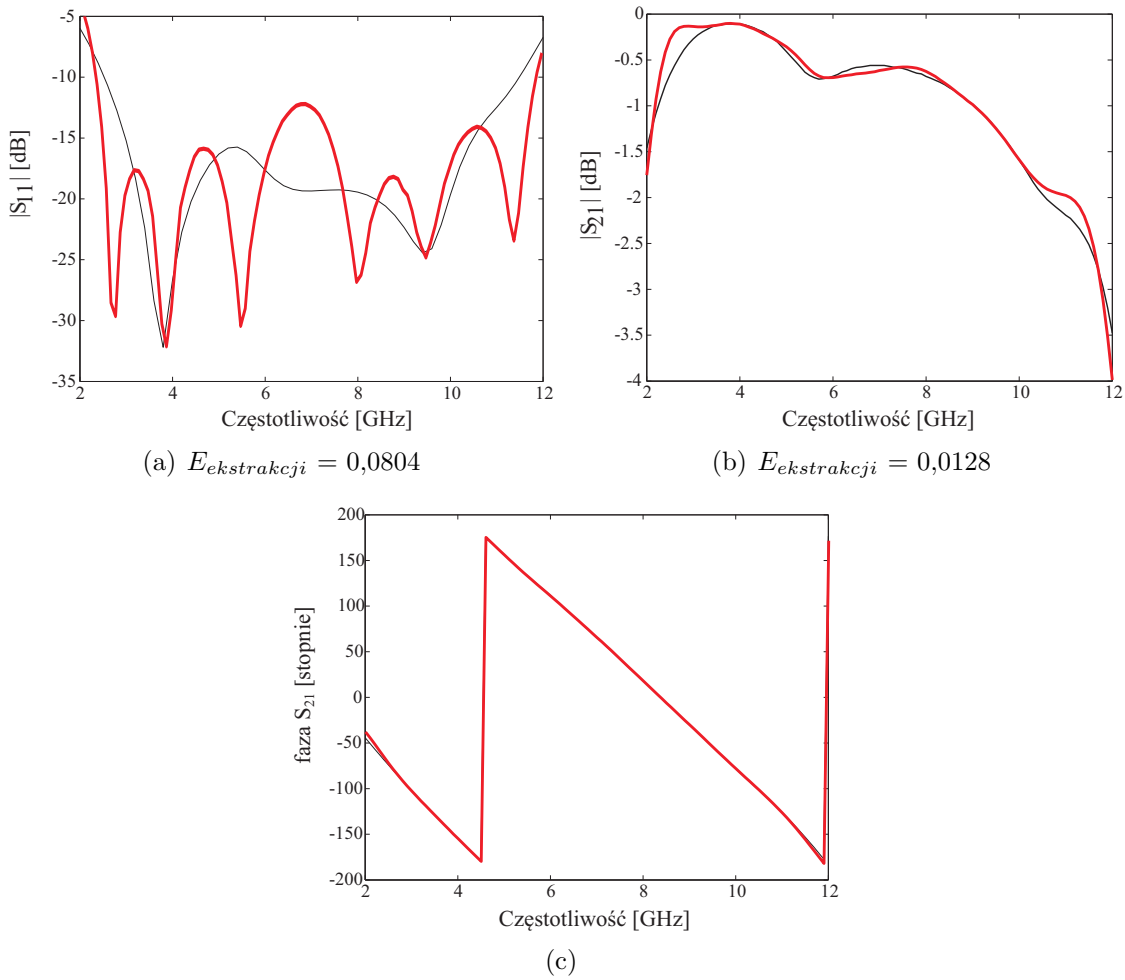 -5
-10
-15
-20
-25
-30
-35
|S11| [dB]
2 4 6 8 10 12
Częstotliwość [GHz]
(a) Eekstrakcji = 0,0804
0
-0.5
-1
-1.5
-2
-2.5
-3
-3.5
-4
|S21| [dB]
2 4 6 8 10 12
Częstotliwość [GHz]
(b) Eekstrakcji = 0,0128
200
150
100
50
0
-50
-100
-150
-200
faza S21 [stopnie]
2 4 6 8 10 12
Częstotliwość [GHz]
(c)